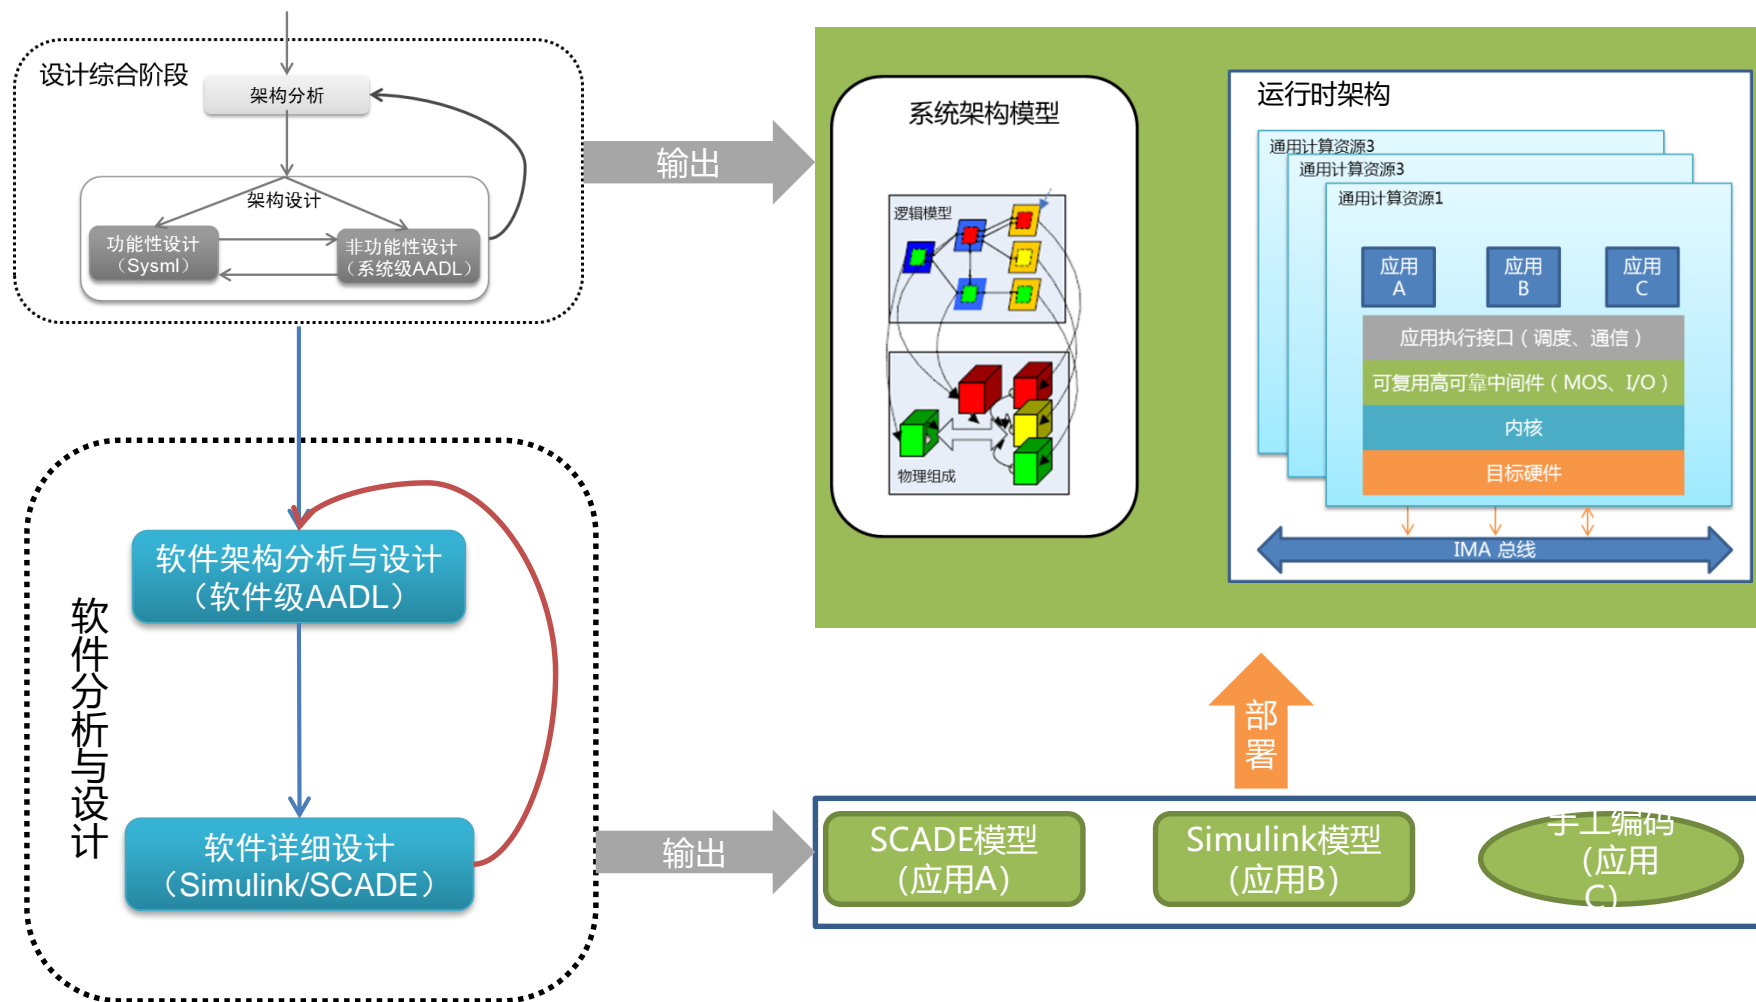 设计综合阶段
架构分析
架构设计
功能性设计
（Sysml）
非功能性设计
（系统级AADL）
输出
系统架构模型
逻辑模型
物理组成
运行时架构
通用计算资源3
通用计算资源3
通用计算资源1
应用
A
应用
B
应用
C
应用执行接口（调度、通信）
可复用高可靠中间件（MOS、I/O）
内核
目标硬件
IMA 总线
软件分析与设计
软件架构分析与设计
（软件级AADL）
软件详细设计
（Simulink/SCADE）
输出
部署
SCADE模型
（应用A）
Simulink模型
（应用B）
手工编码
（应用
C）